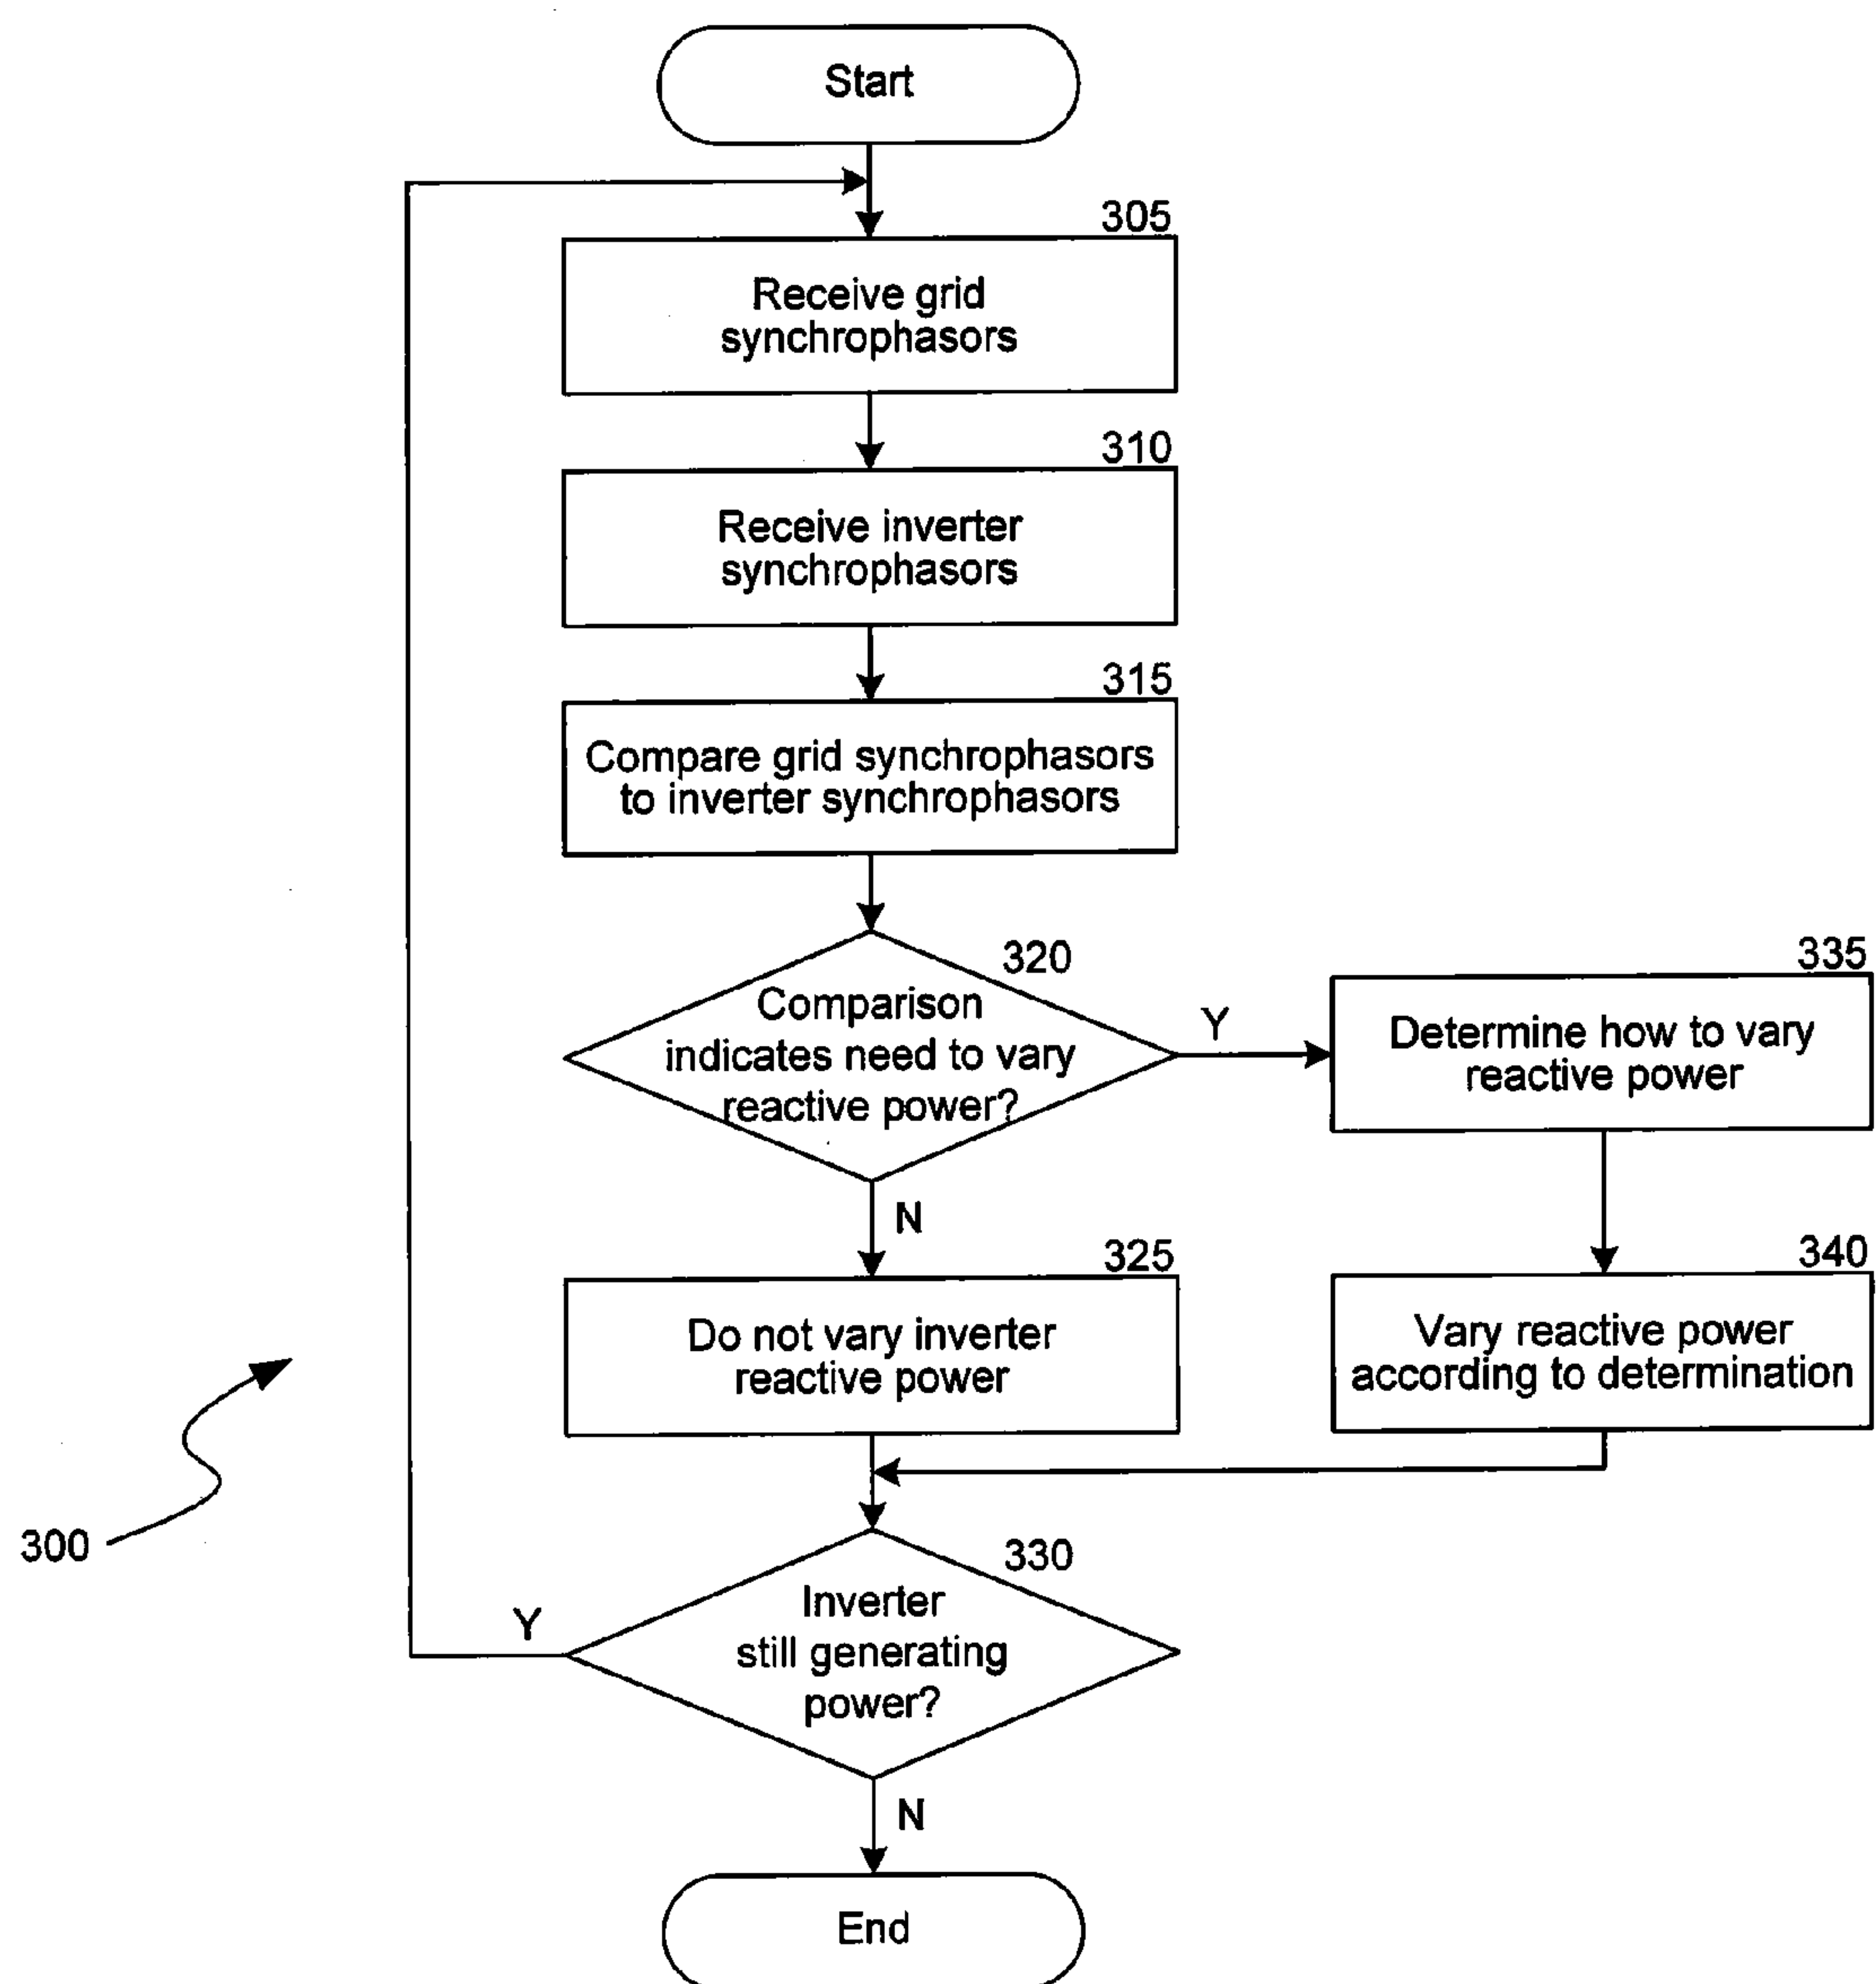 Start
305
Receive grid
synchrophasors
310
Receive inverter
synchrophasors
315
Compare grid synchrophasors
to inverter synchrophasors
320
Comparison
indicates need to vary
reactive power?
Y
335
Determine how to vary
reactive power
N
325
Do not vary inverter
reactive power
340
Vary reactive power
according to determination
300
330
Inverter
still generating
power?
Y
N
End